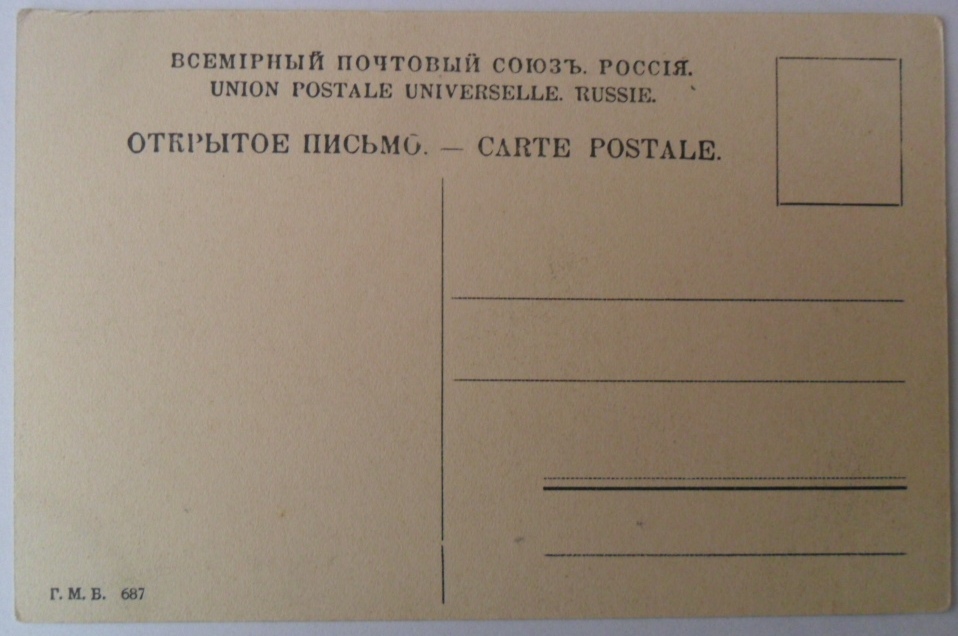 ВСЕМІРНЫЙ ПОЧТОВЫЙ СОЮЗЪ. РОССІЯ.
UNION POSTALE UNIVERSELLE. RUSSIE.
ОТКРЫТОЕ ПИСЬМО. — CARTE POSTALE.
Г. М. Б. 687